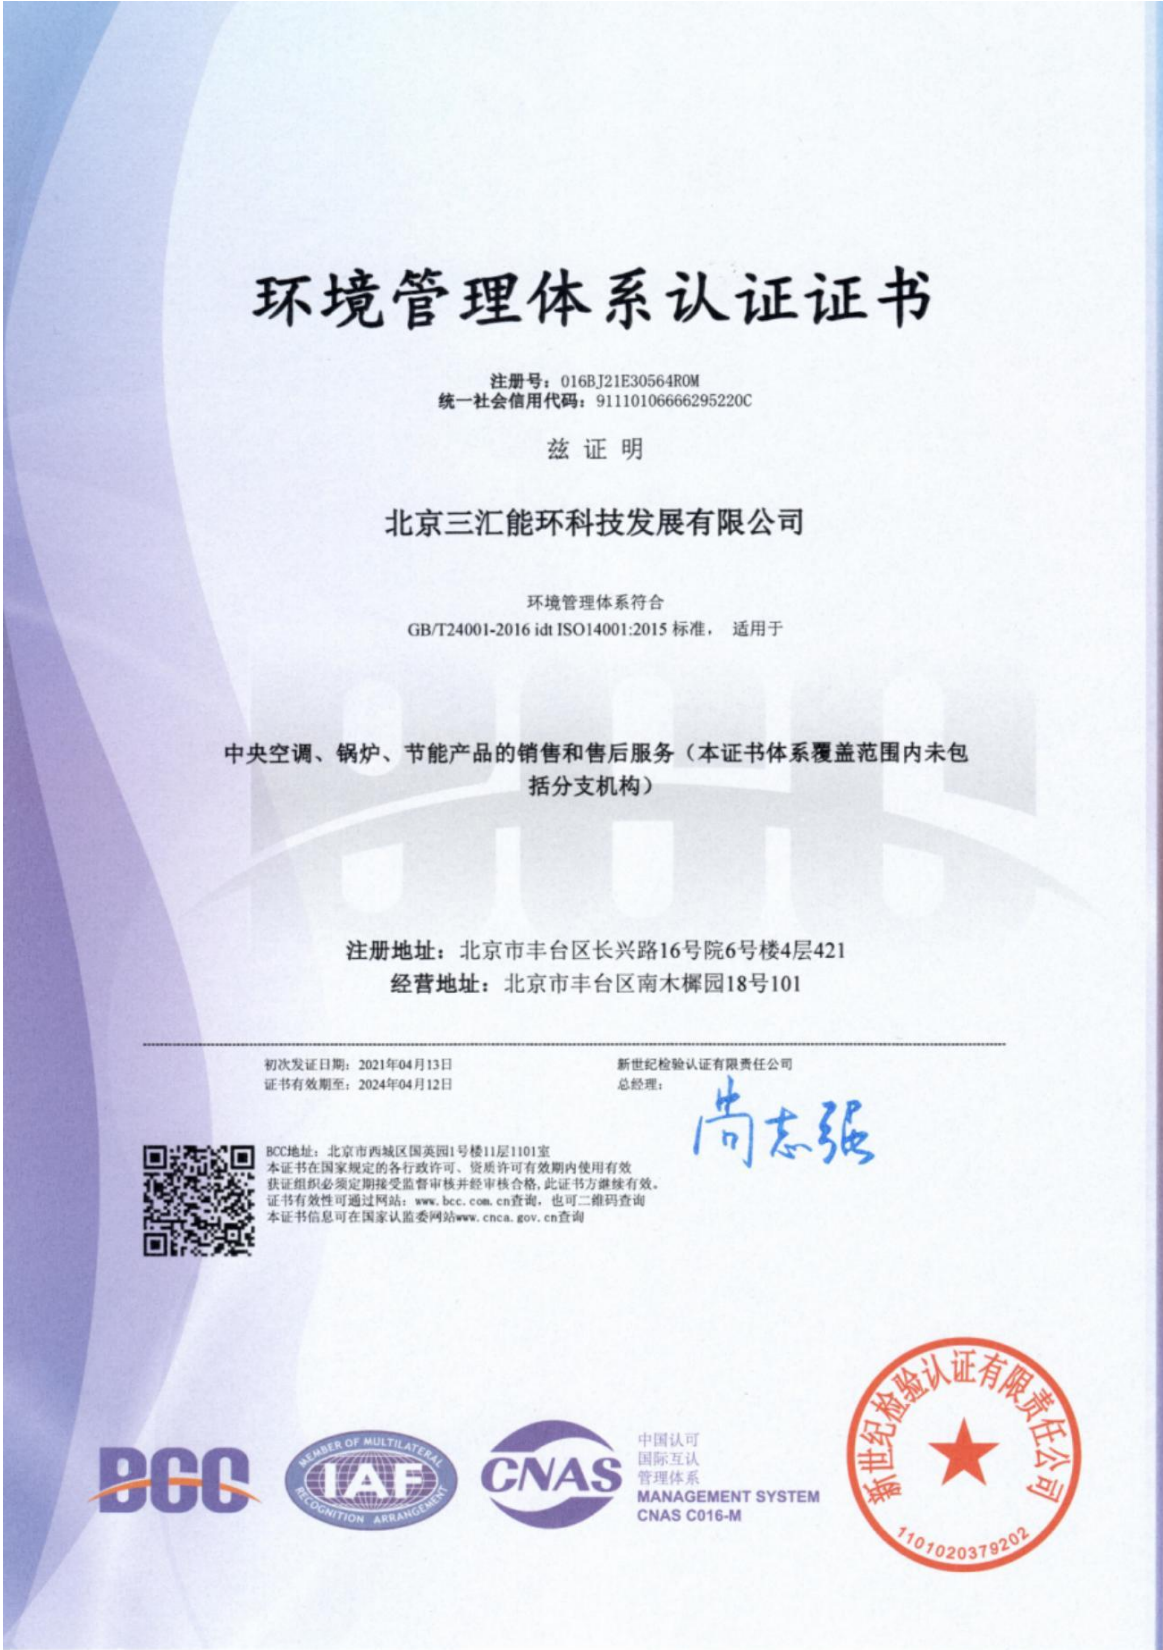 环境管理体系认证证书
注册号：016BJ21E30564R0M
统一社会信用代码：91110106666295220C
兹 证 明
北京三汇能环科技发展有限公司
环境管理体系符合
GB/T24001-2016 idt ISO14001:2015 标准， 适用于
中央空调、锅炉、节能产品的销售和售后服务（本证书体系覆盖范围内未包
括分支机构）
注册地址：北京市丰台区长兴路16号院6号楼4层421
经营地址：北京市丰台区南木樨园18号101
初次发证日期：2021年04月13日
证书有效期至：2024年04月12日
新世纪检验认证有限责任公司
总经理：
尚志强
BCC地址：北京市西城区国英园1号楼11层1101室
本证书在国家规定的各行政许可、资质许可有效期内使用有效
获证组织必须定期接受监督审核并经审核合格,此证书方继续有效。
证书有效性可通过网站：www.bcc.com.cn查询，也可二维码查询
本证书信息可在国家认监委网站www.cnca.gov.cn查询
BCC
MEMBER OF MULTILATERAL
IAF
RECOGNITION ARRANGEMENT
CNAS
中国认可
国际互认
管理体系
MANAGEMENT SYSTEM
CNAS C016-M
新世纪检验认证有限责任公司
1101020379202